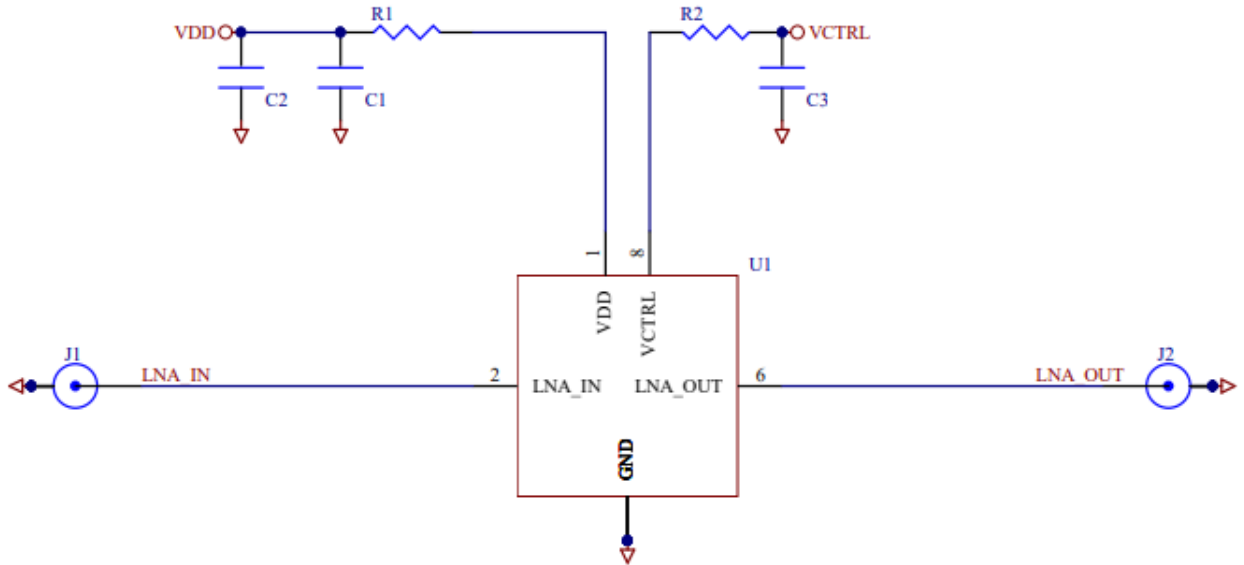 R1
R2
VDD
VCTRL
C2
C1
C3
1
8
U1
VDD
VCTRL
J1
J2
LNA_IN
2
LNA_IN
LNA_OUT
6
LNA_OUT
GND